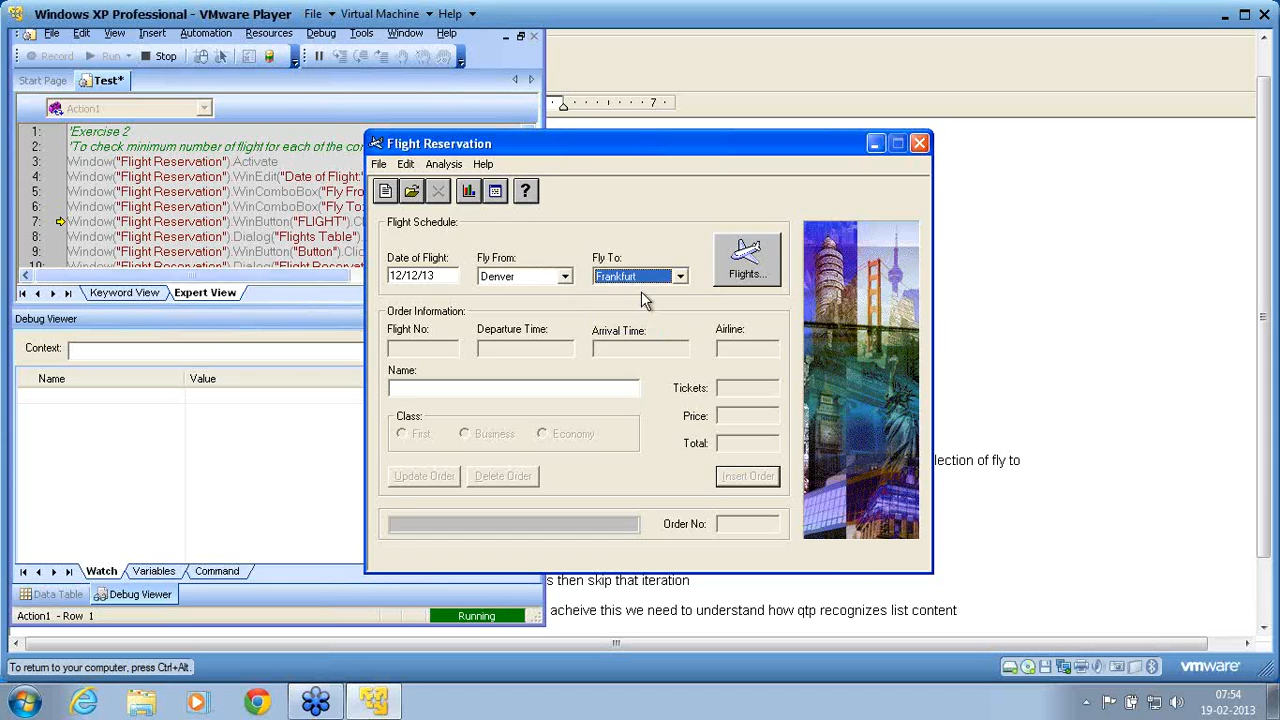 Windows XP Professional - VMware Player File Virtual Machine Help
File Edit View Insert Automation Resources Debug Tools Window Help
Record Run Stop
Start Page Test*
Action1
7
1: 'Exercise 2
2: 'To check minimum number of flight for each of the cor
3: Window("Flight Reservation").Activate
4: Window("Flight Reservation").WinEdit("Date of Flight:"
5: Window("Flight Reservation").WinComboBox("Fly Fro
6: Window("Flight Reservation").WinComboBox("Fly To:
7: Window("Flight Reservation").WinButton("FLIGHT").Cl
8: Window("Flight Reservation").Dialog("Flights Table").
9: Window("Flight Reservation").WinButton("Button").Clic
Keyword View Expert View
Debug Viewer
Context:
Name Value
Watch Variables Command
Data Table Debug Viewer
Action1 - Row 1 Running
Flight Reservation
File Edit Analysis Help
?
Flight Schedule:
Date of Flight: Fly From: Fly To:
12/12/13 Denver Frankfurt Flights...
Order Information:
Flight No: Departure Time: Arrival Time: Airline:
Name:
Tickets:
Class: Price:
First Business Economy
Total:
Update Order Delete Order Insert Order
Order No:
lection of fly to
s then skip that iteration
acheive this we need to understand how qtp recognizes list content
To return to your computer, press Ctrl+Alt.
vmware
07:54
19-02-2013